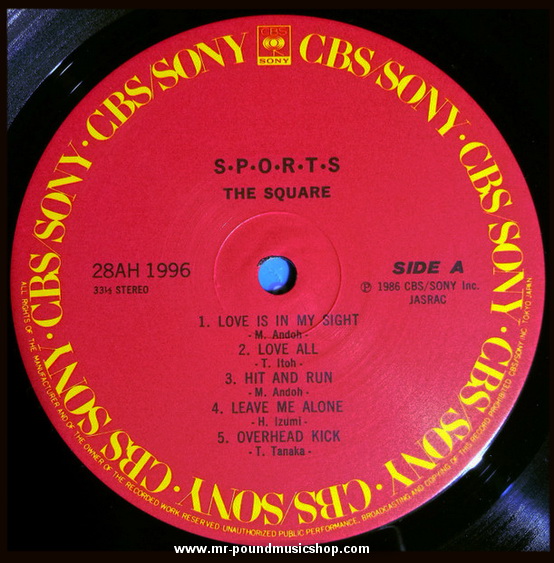 CBS/SONY · CBS/SONY · CBS/SONY · CBS/SONY · CBS/SONY · CBS/SONY · CBS/SONY · CBS/SONY
CBS
SONY
S·P·O·R·T·S
THE SQUARE
28AH 1996
33⅓ STEREO
SIDE A
Ⓟ 1986 CBS/SONY Inc.
JASRAC
1. LOVE IS IN MY SIGHT
- M. Andoh -
2. LOVE ALL
- T. Itoh -
3. HIT AND RUN
- M. Andoh -
4. LEAVE ME ALONE
- H. Izumi -
5. OVERHEAD KICK
- T. Tanaka -
ALL RIGHTS OF THE MANUFACTURER AND OF THE OWNER OF THE RECORDED WORK RESERVED UNAUTHORIZED PUBLIC PERFORMANCE, BROADCASTING AND COPYING OF THIS RECORD PROHIBITED CBS/SONY INC. TOKYO JAPAN
www.mr-poundmusicshop.com